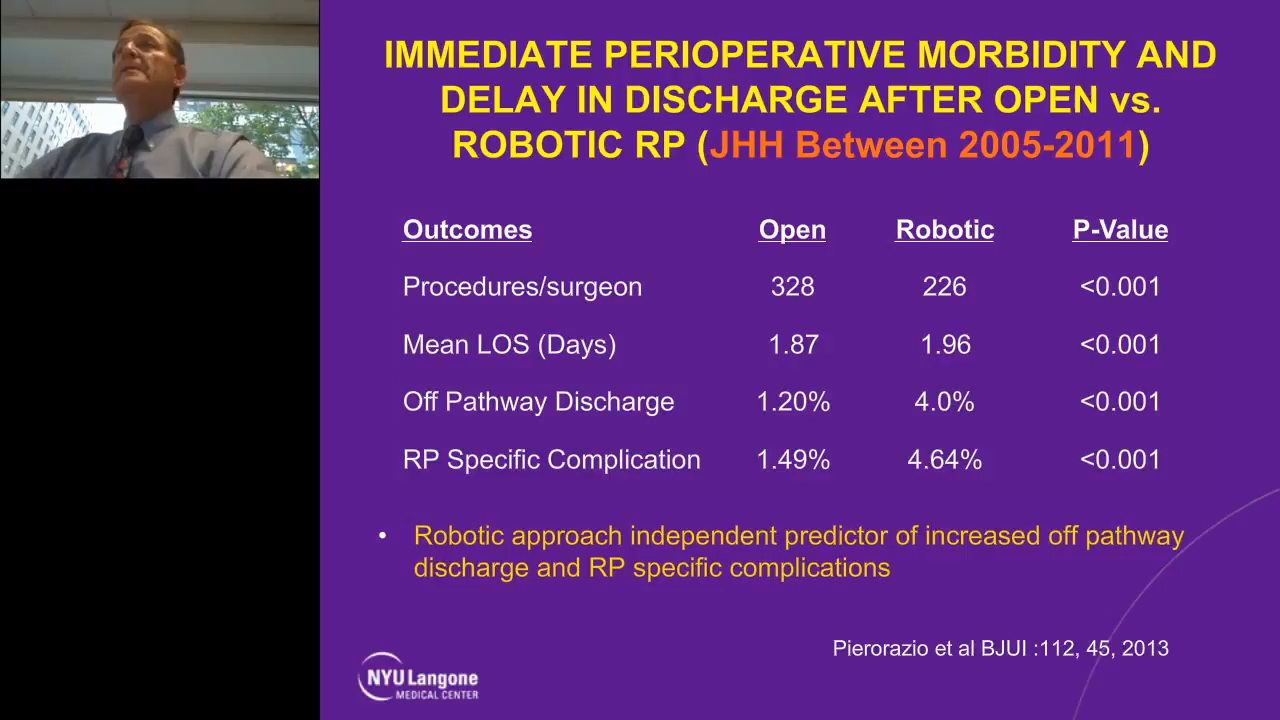 IMMEDIATE PERIOPERATIVE MORBIDITY AND
DELAY IN DISCHARGE AFTER OPEN vs.
ROBOTIC RP (JHH Between 2005-2011)
Outcomes Open Robotic P-Value
Procedures/surgeon 328 226 <0.001
Mean LOS (Days) 1.87 1.96 <0.001
Off Pathway Discharge 1.20% 4.0% <0.001
RP Specific Complication 1.49% 4.64% <0.001
• Robotic approach independent predictor of increased off pathway
discharge and RP specific complications
Pierorazio et al BJUI :112, 45, 2013
NYU Langone
MEDICAL CENTER